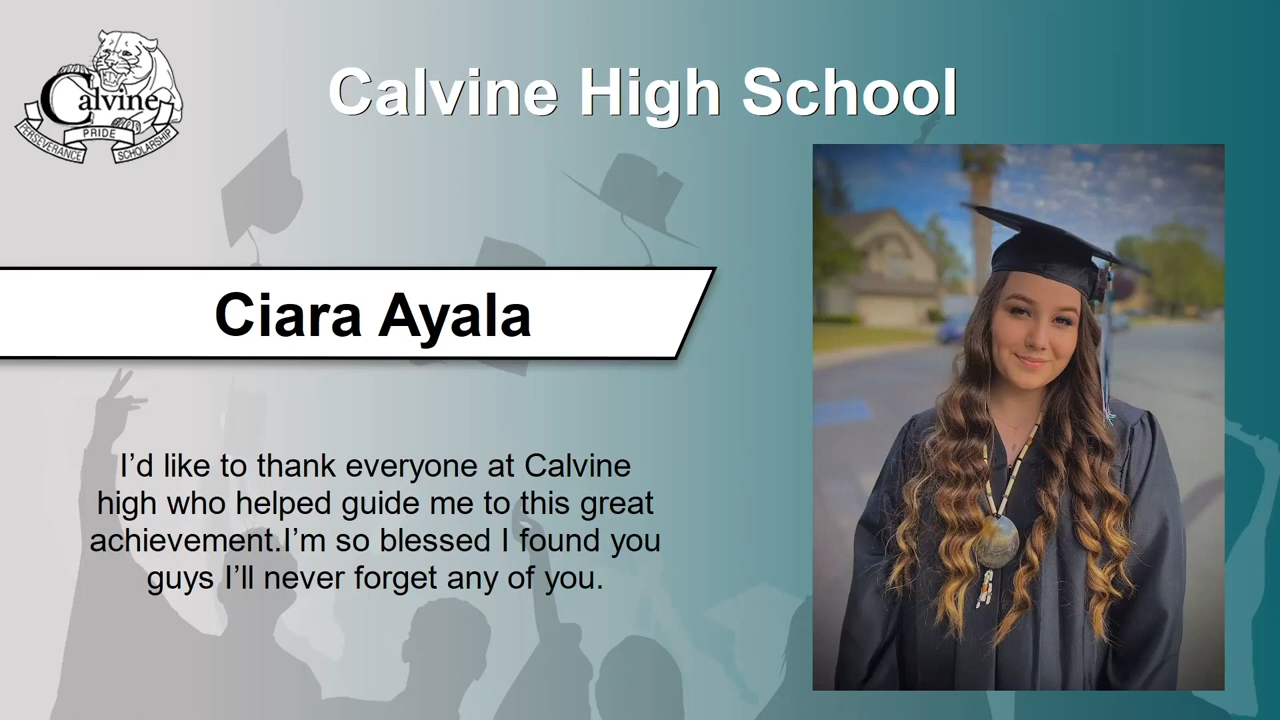 Calvine
PERSEVERANCE
PRIDE
SCHOLARSHIP
Calvine High School
Ciara Ayala
I’d like to thank everyone at Calvine
high who helped guide me to this great
achievement.I’m so blessed I found you
guys I’ll never forget any of you.